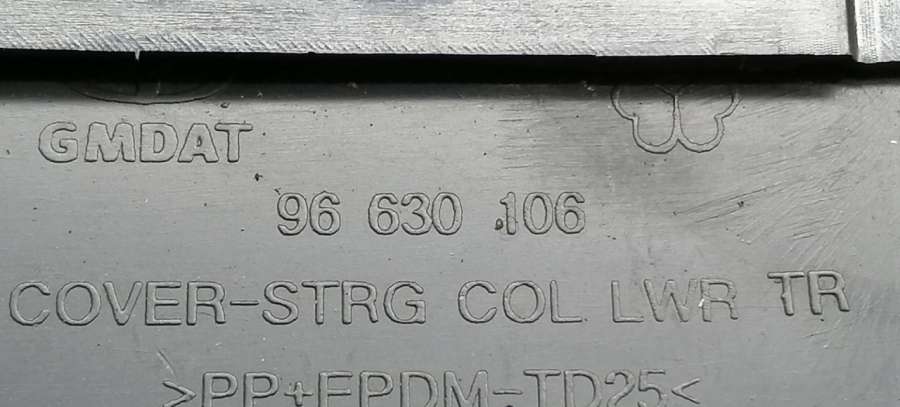 GMDAT
96 630 106
COVER-STRG COL LWR TR
>PP+EPDM-TD25<